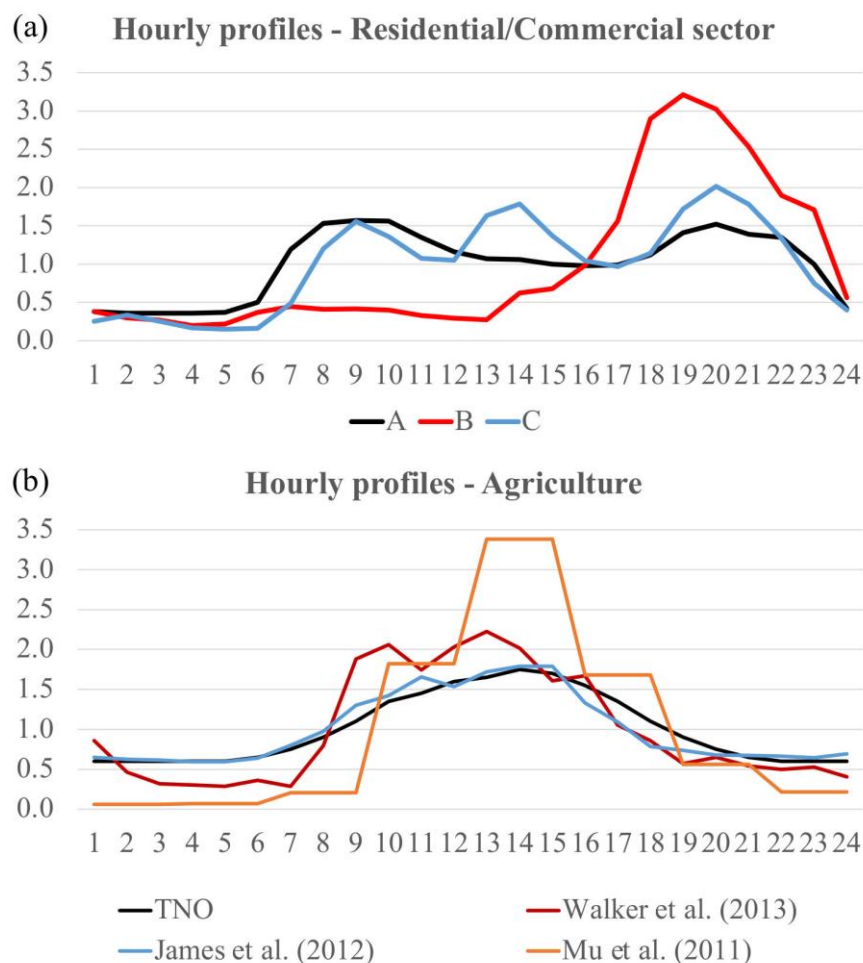 (a) Hourly profiles - Residential/Commercial sector
3.5
3.0
2.5
2.0
1.5
1.0
0.5
0.0
1 2 3 4 5 6 7 8 9 10 11 12 13 14 15 16 17 18 19 20 21 22 23 24
A B C
(b) Hourly profiles - Agriculture
3.5
3.0
2.5
2.0
1.5
1.0
0.5
0.0
1 2 3 4 5 6 7 8 9 10 11 12 13 14 15 16 17 18 19 20 21 22 23 24
TNO Walker et al. (2013)
James et al. (2012) Mu et al. (2011)